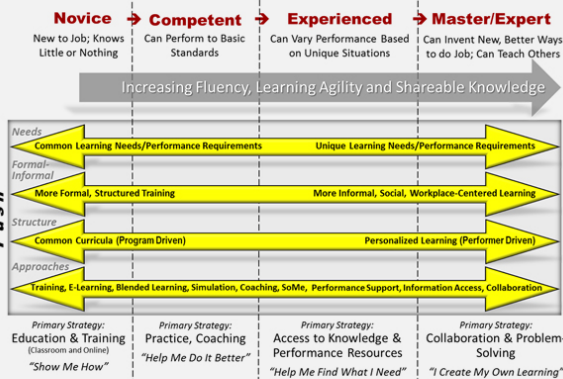 Novice
Competent
Experienced
Master/Expert
New to Job; Knows
Little or Nothing
Can Perform to Basic
Standards
Can Vary Performance Based
on Unique Situations
Can Invent New, Better Ways
to do Job; Can Teach Others
Increasing Fluency, Learning Agility and Shareable Knowledge
Needs
Common Learning Needs/Performance Requirements
Unique Learning Needs/Performance Requirements
Formal-
Informal
More Formal, Structured Training
More Informal, Social, Workplace-Centered Learning
Structure
Common Curricula (Program Driven)
Personalized Learning (Performer Driven)
Approaches
Training, E-Learning, Blended Learning, Simulation, Coaching, SoMe, Performance Support, Information Access, Collaboration
Primary Strategy:
Education & Training
(Classroom and Online)
"Show Me How"
Primary Strategy:
Practice, Coaching
"Help Me Do It Better"
Primary Strategy:
Access to Knowledge &
Performance Resources
"Help Me Find What I Need"
Primary Strategy:
Collaboration & Problem-
Solving
"I Create My Own Learning"